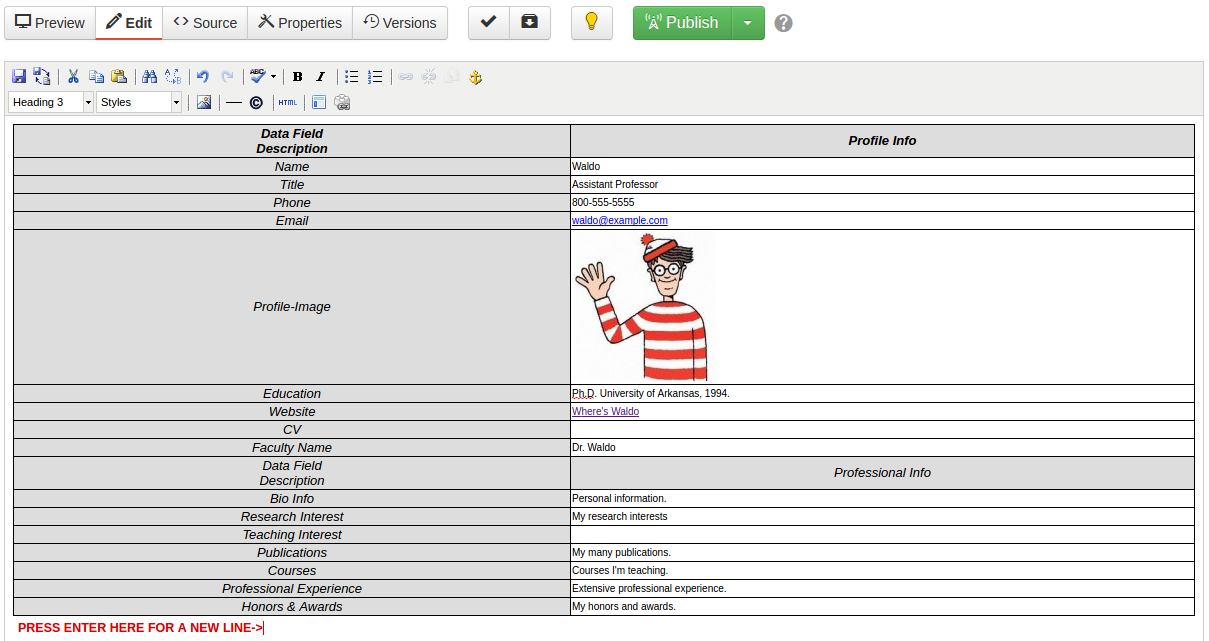 Preview Edit <> Source Properties Versions Publish ?
ABC B I
Heading 3 Styles © HTML
Data Field
Description
Profile Info
Name Waldo
Title Assistant Professor
Phone 800-555-5555
Email waldo@example.com
Profile-Image
Education Ph.D. University of Arkansas, 1994.
Website Where's Waldo
CV
Faculty Name Dr. Waldo
Data Field
Description
Professional Info
Bio Info Personal information.
Research Interest My research interests
Teaching Interest
Publications My many publications.
Courses Courses I'm teaching.
Professional Experience Extensive professional experience.
Honors & Awards My honors and awards.
PRESS ENTER HERE FOR A NEW LINE->